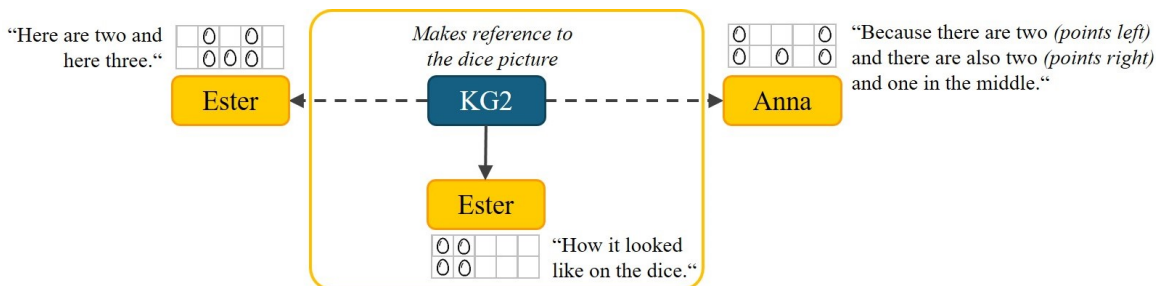 “Here are two and
here three.“
Ester
Makes reference to
the dice picture
KG2
“Because there are two (points left)
and there are also two (points right)
and one in the middle.“
Anna
Ester
“How it looked
like on the dice.“